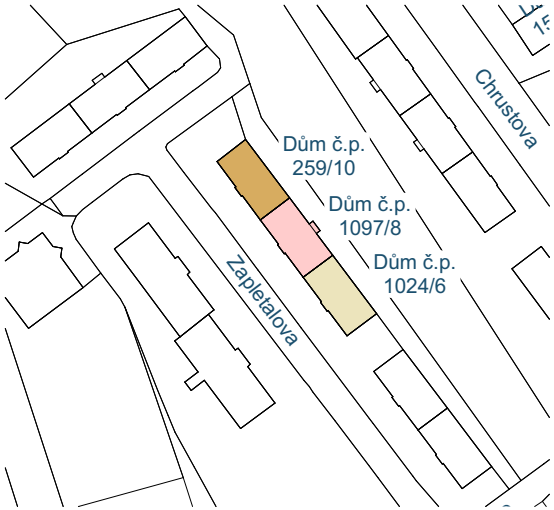 Chrustova
Dům č.p.
259/10
Dům č.p.
1097/8
Dům č.p.
1024/6
Zapletalova